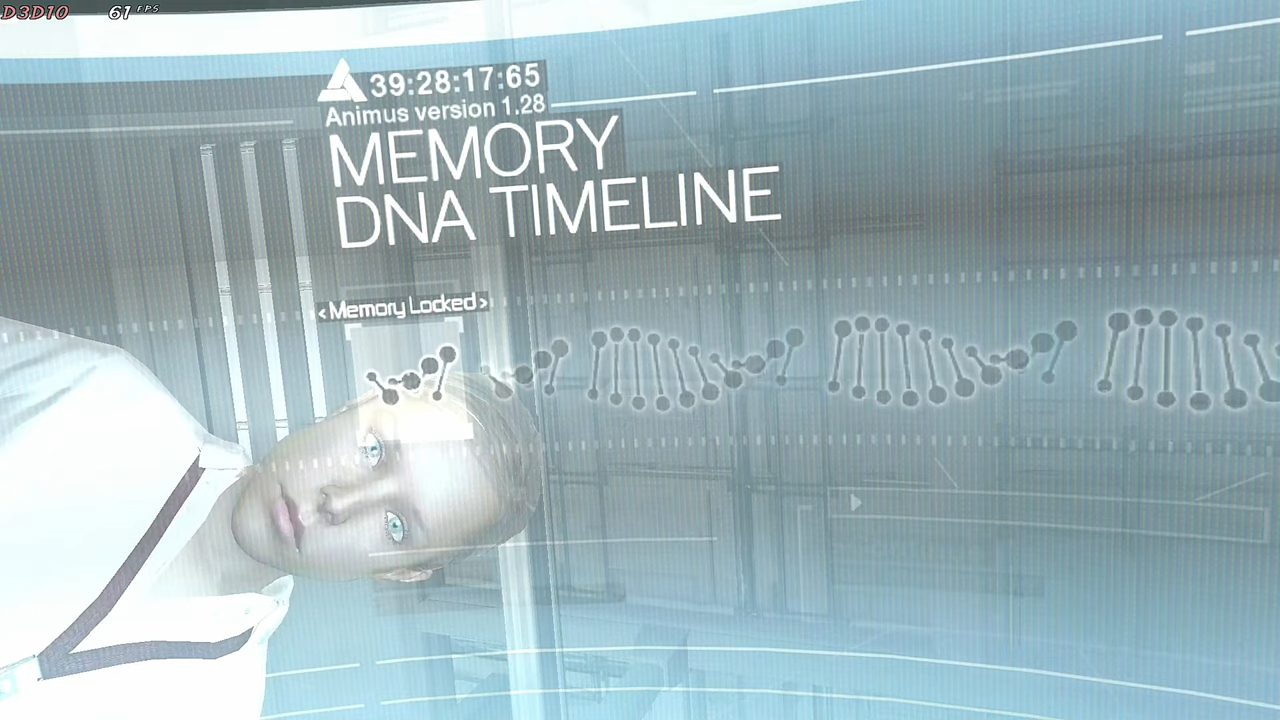 D3D10 61 FPS
39:28:17:65
Animus version 1.28
MEMORY
DNA TIMELINE
<Memory Locked>